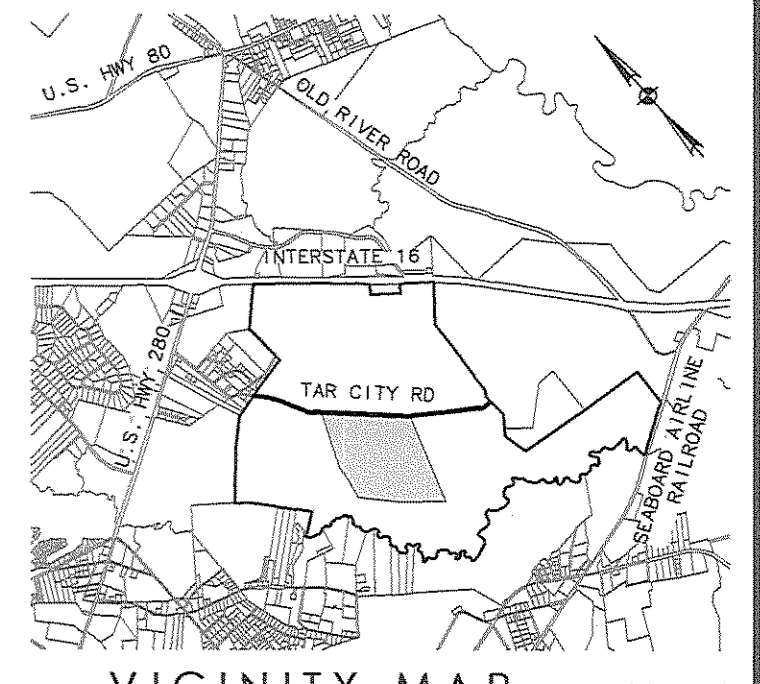 U.S. HWY 80
OLD RIVER ROAD
INTERSTATE 16
U.S. HWY 280
TAR CITY RD
SEABOARD AIRLINE
RAILROAD
VICINITY MAP